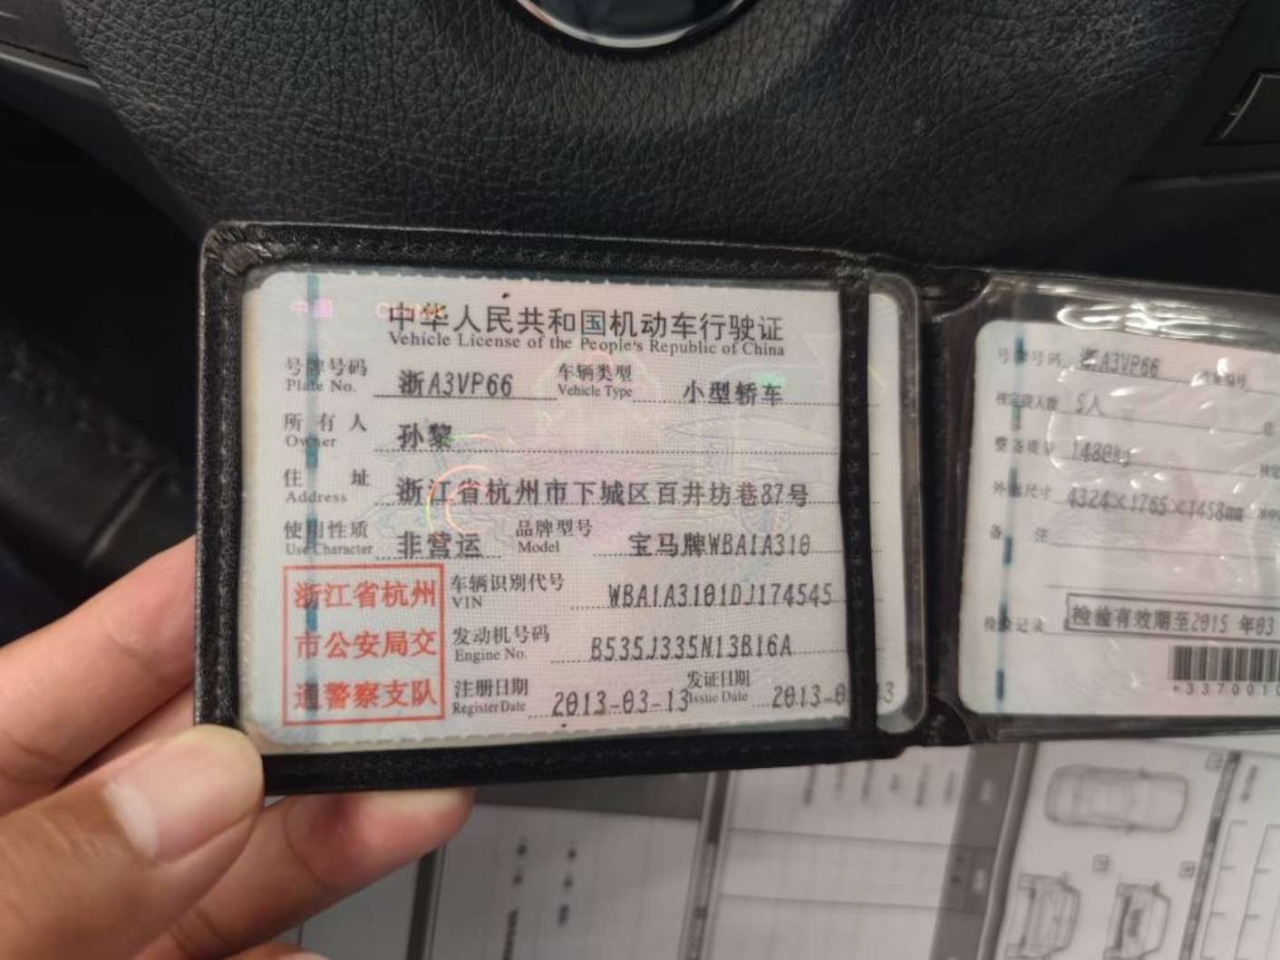 中国 CHINA
中华人民共和国机动车行驶证
Vehicle License of the People's Republic of China
号牌号码 浙A3VP66 车辆类型 小型轿车
Plate No. Vehicle Type
所有人 孙黎
Owner
住址 浙江省杭州市下城区百井坊巷87号
Address
使用性质 非营运 品牌型号 宝马牌WBA1A310
Use Character Model
浙江省杭州
市公安局交
通警察支队
车辆识别代号 WBA1A3101DJ174545
VIN
发动机号码 B535J335N13B16A
Engine No.
注册日期 2013-03-13 发证日期 2013-0 13
Register Date Issue Date
号牌号码 浙A3VP66
核定载人数 5人
整备质量 1480kg
外廓尺寸 4324×1765×1458mm
备注
检验记录 检验有效期至2015 年03
*337001